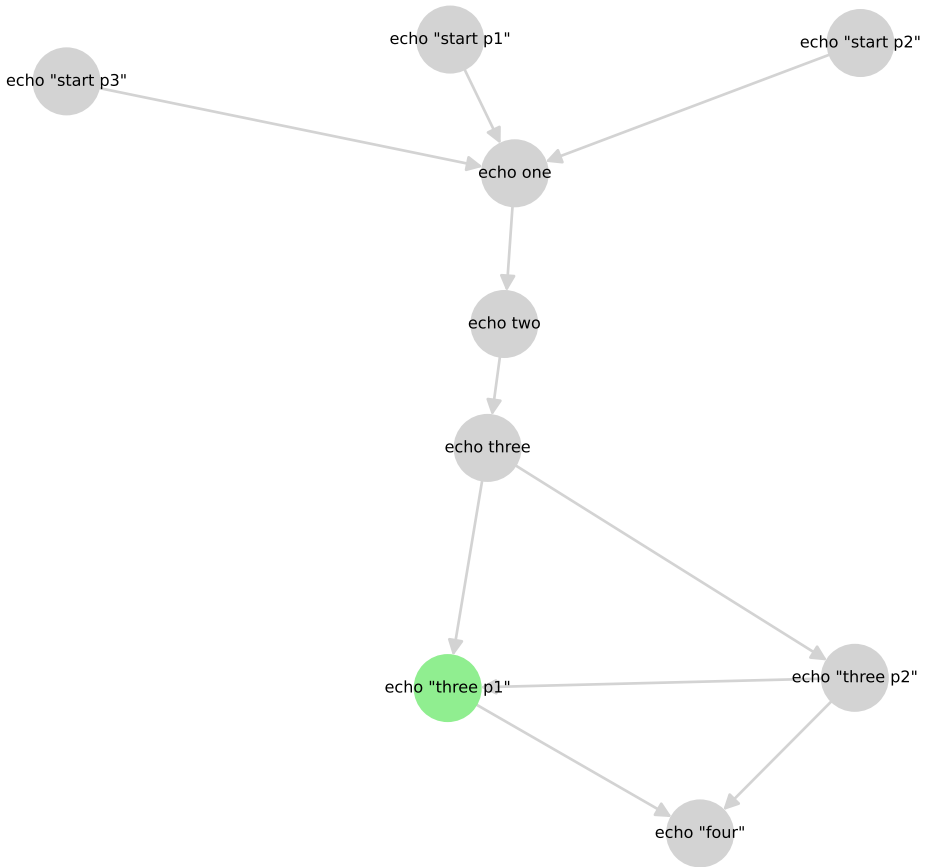 echo "start p1"
echo "start p2"
echo "start p3"
echo one
echo two
echo three
echo "three p1"
echo "three p2"
echo "four"